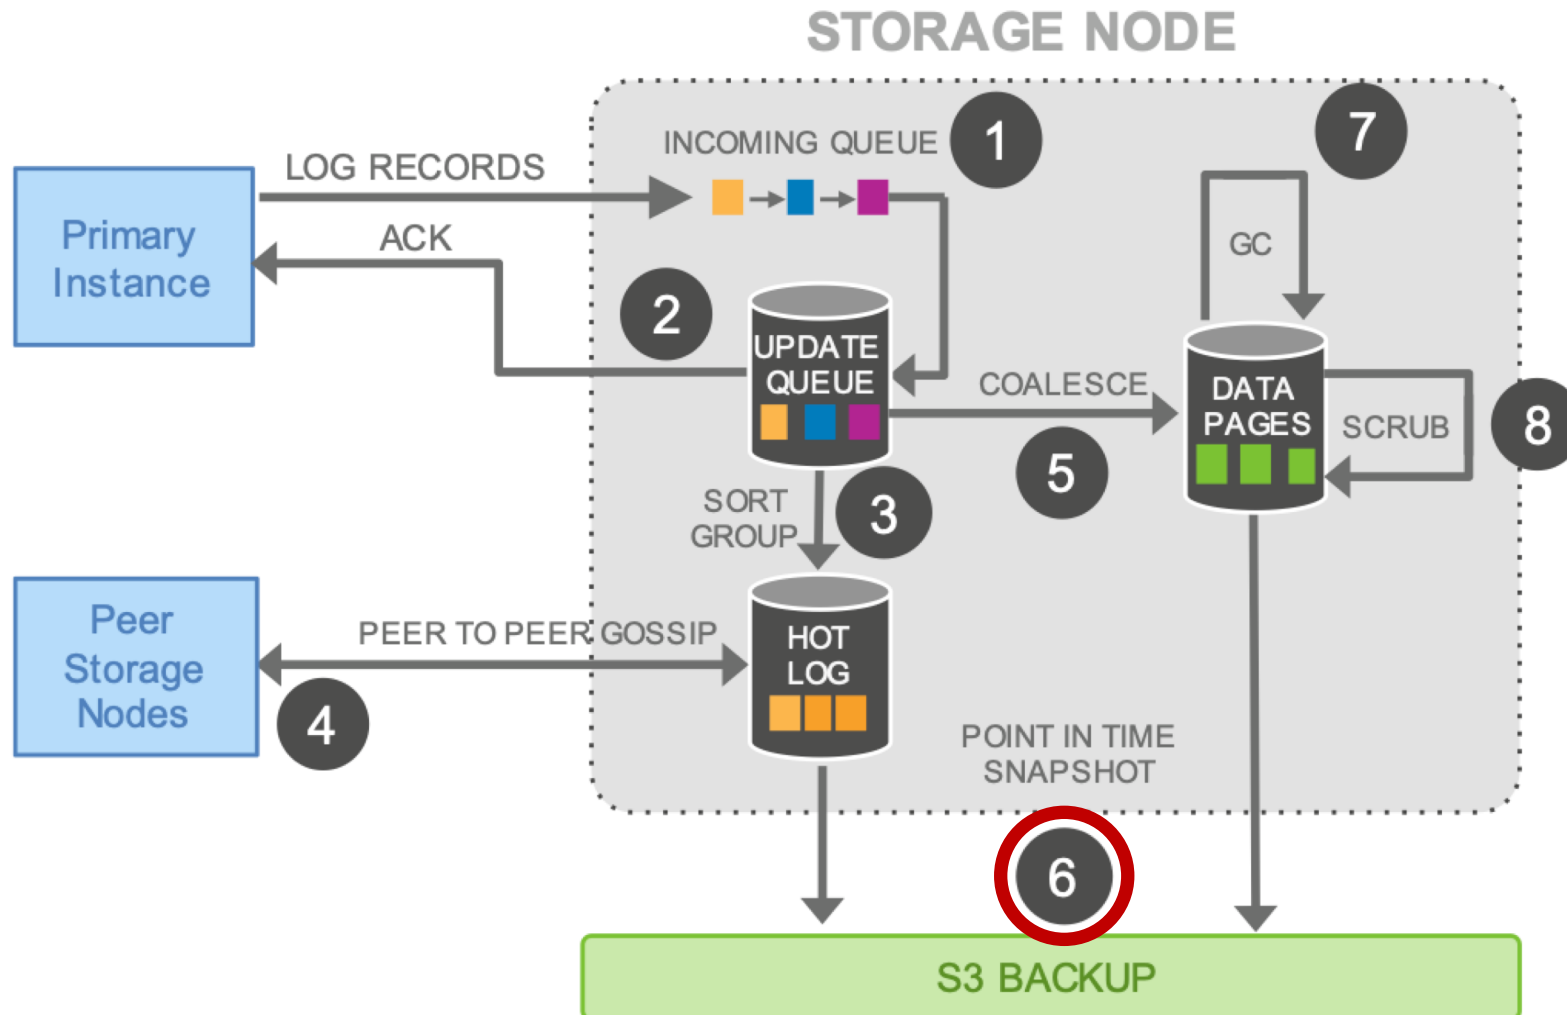 STORAGE NODE
INCOMING QUEUE
1
7
LOG RECORDS
ACK
Primary
Instance
GC
2
UPDATE
QUEUE
COALESCE
DATA
PAGES
SCRUB
8
5
SORT
GROUP
3
Peer
Storage
Nodes
PEER TO PEER GOSSIP
HOT
LOG
4
POINT IN TIME
SNAPSHOT
6
S3 BACKUP